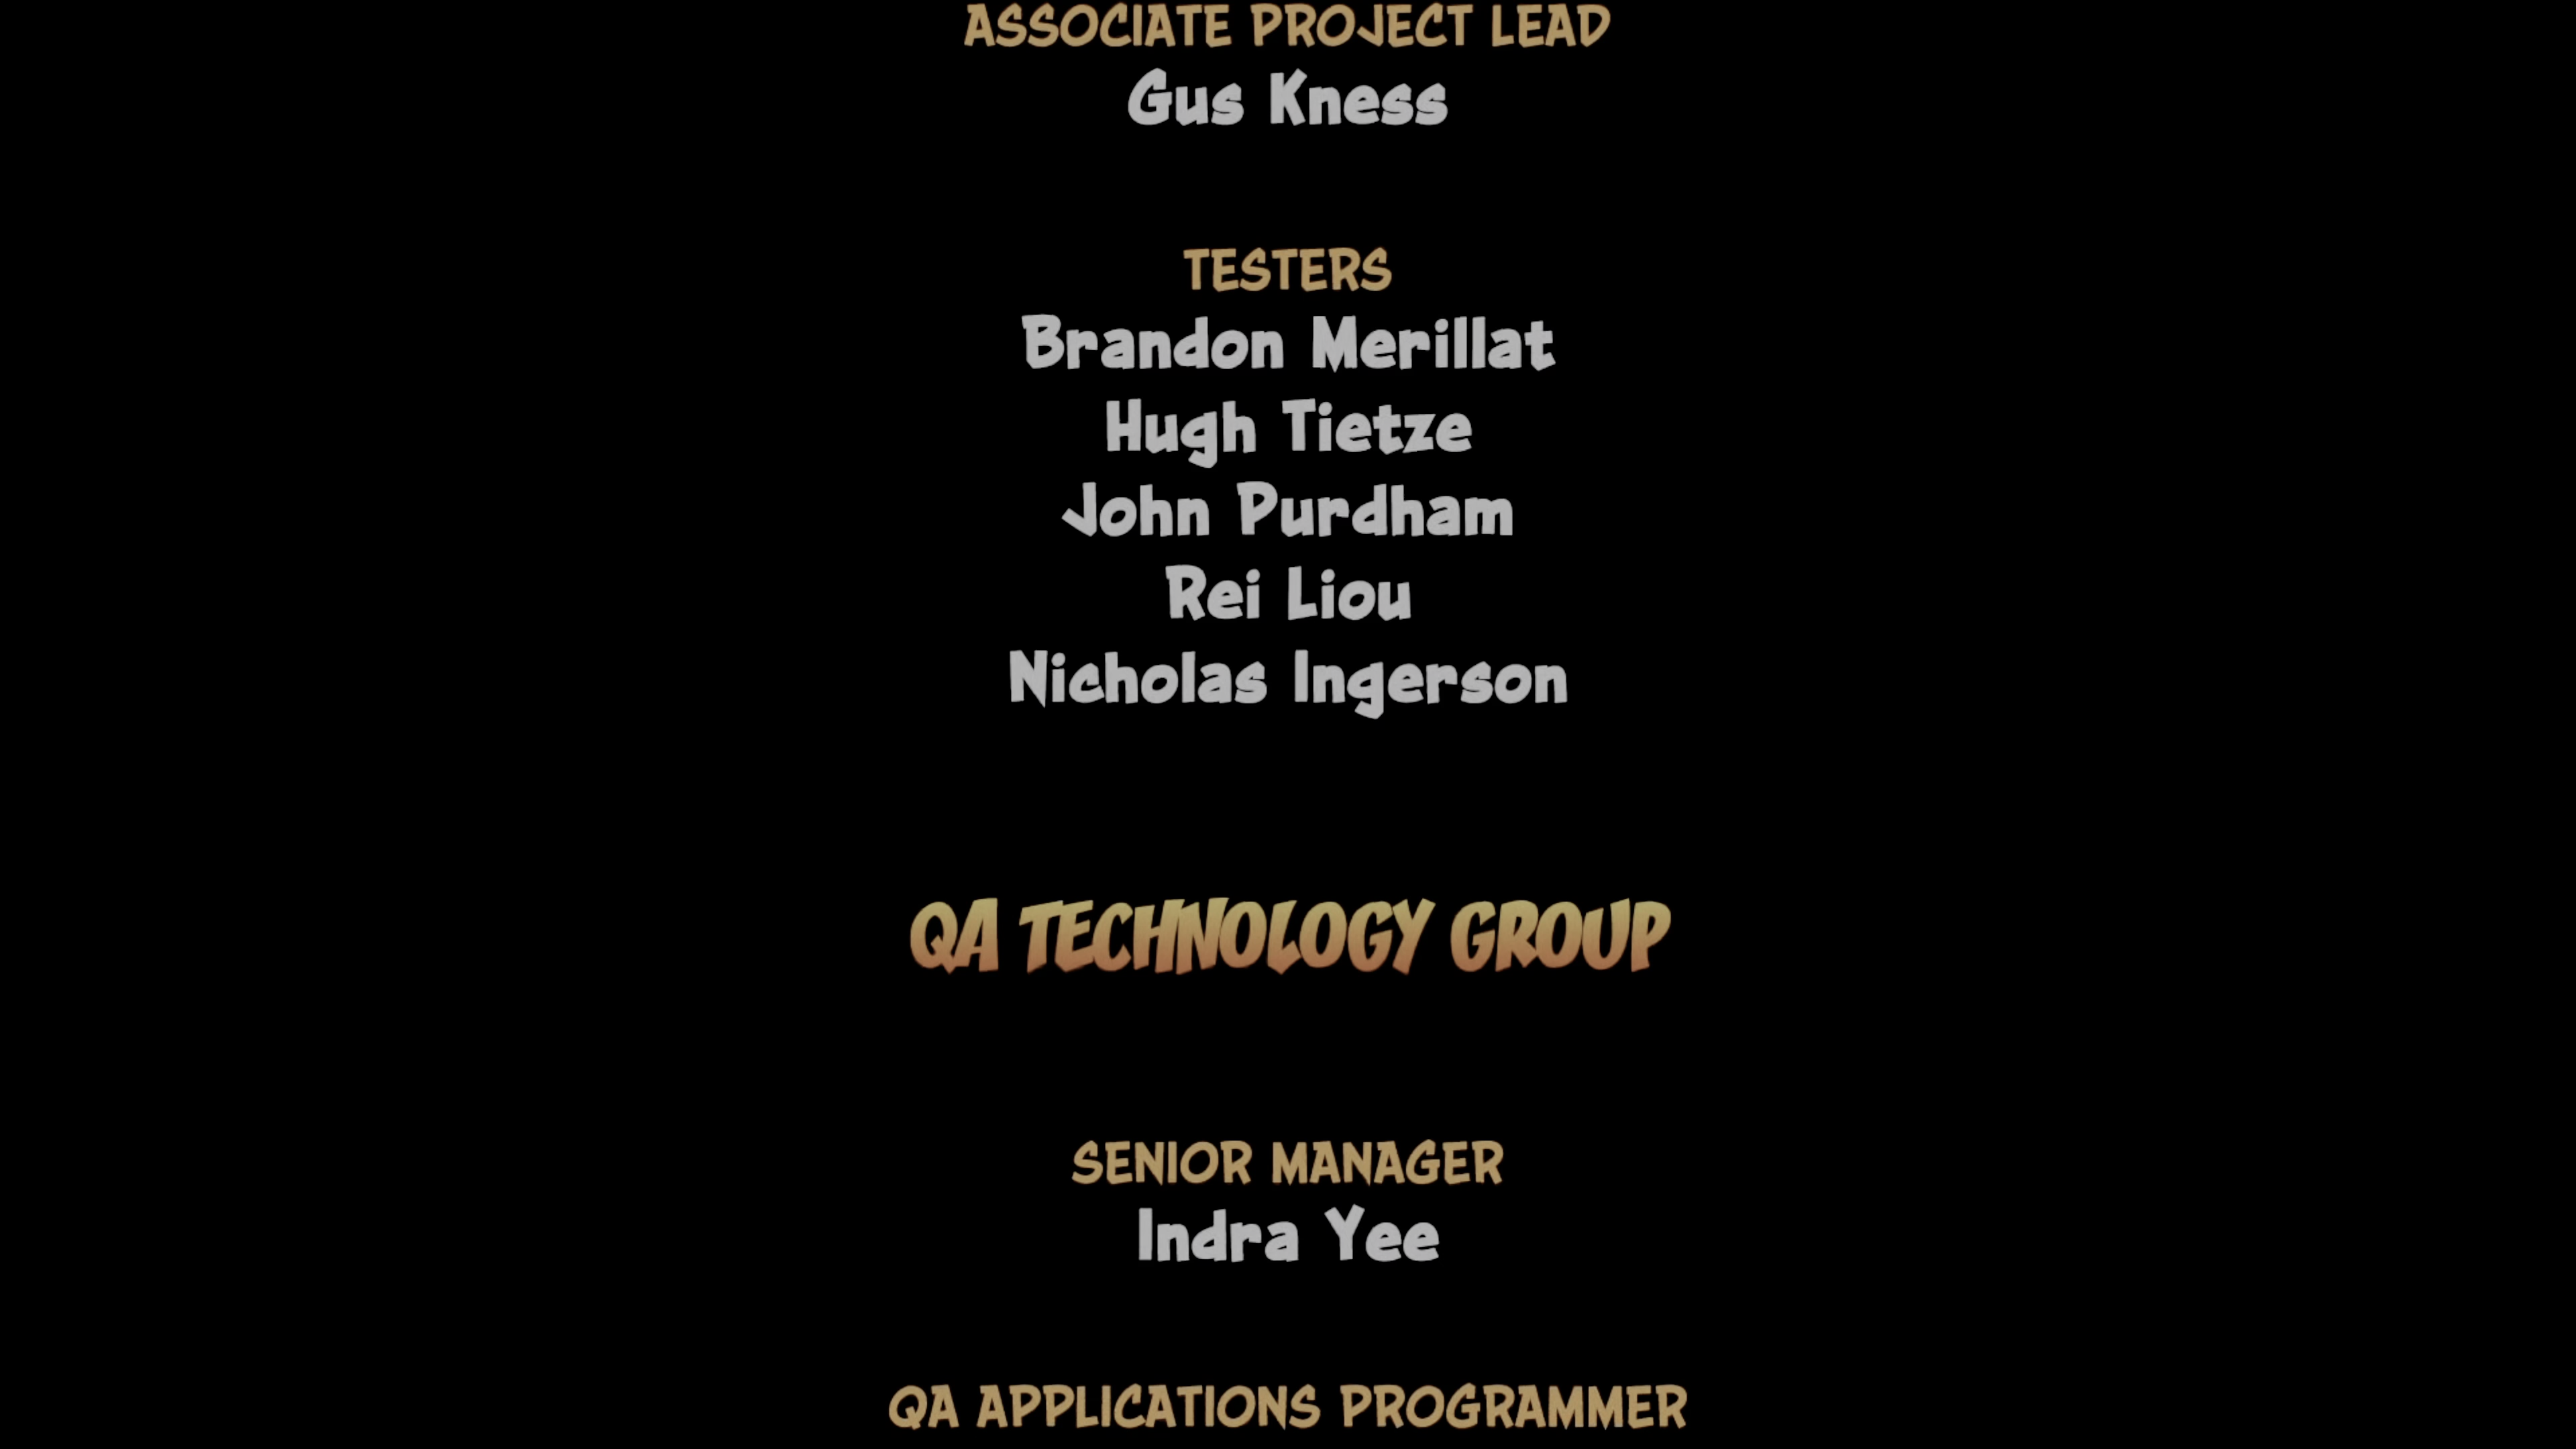 ASSOCIATE PROJECT LEAD
Gus Kness
TESTERS
Brandon Merillat
Hugh Tietze
John Purdham
Rei Liou
Nicholas Ingerson
QA TECHNOLOGY GROUP
SENIOR MANAGER
Indra Yee
QA APPLICATIONS PROGRAMMER